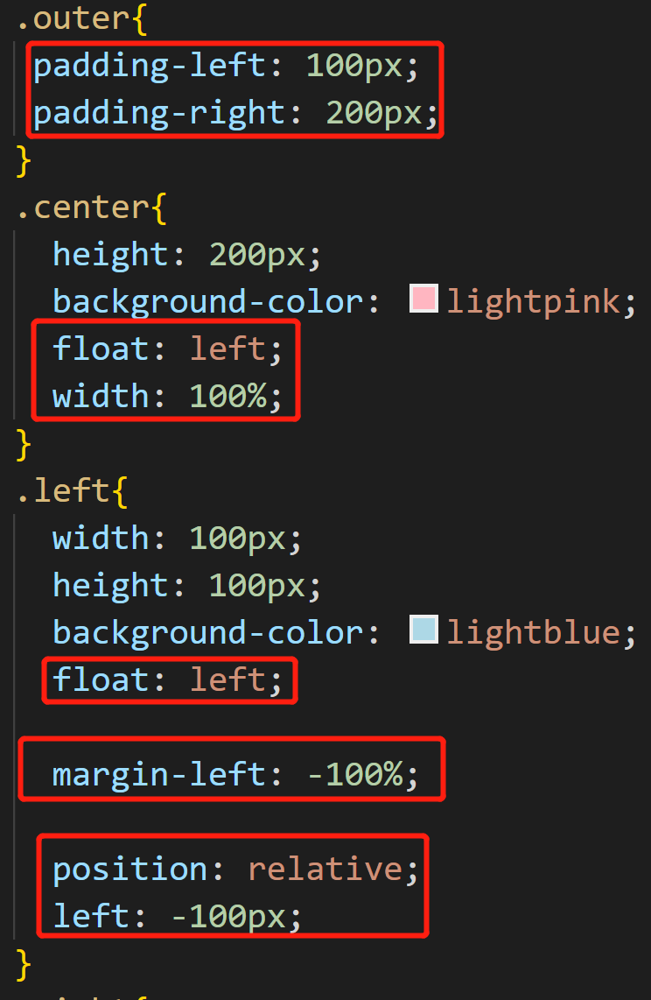 .outer{
padding-left: 100px;
padding-right: 200px;
}
.center{
height: 200px;
background-color: lightpink;
float: left;
width: 100%;
}
.left{
width: 100px;
height: 100px;
background-color: lightblue;
float: left;
margin-left: -100%;
position: relative;
left: -100px;
}